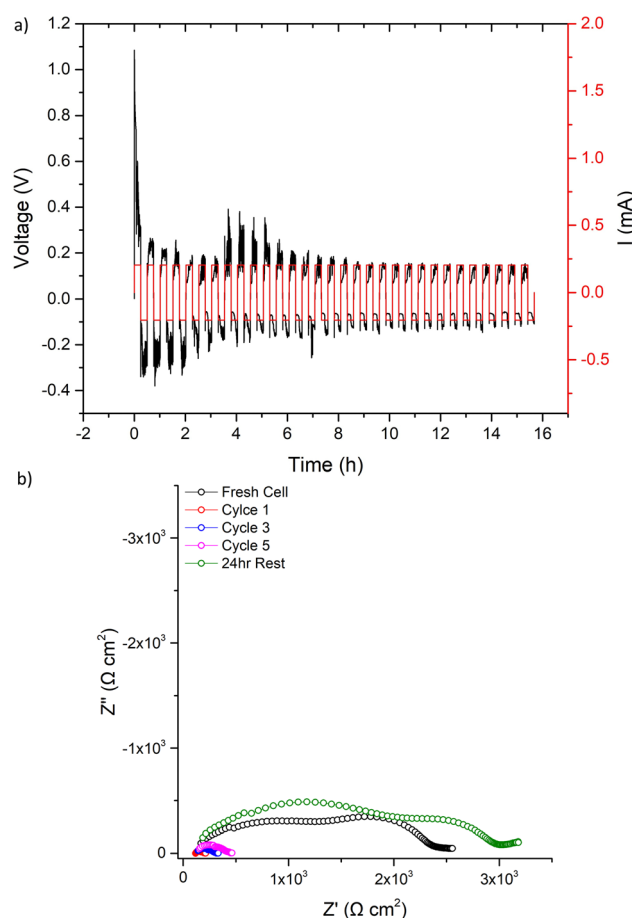 a)
1.2
1.0
0.8
0.6
0.4
0.2
0.0
-0.2
-0.4
Voltage (V)
2.0
1.5
1.0
0.5
0.0
-0.5
I (mA)
-2 0 2 4 6 8 10 12 14 16
Time (h)
b)
Fresh Cell
Cylce 1
Cycle 3
Cycle 5
24hr Rest
-3x10³
-2x10³
-1x10³
0
Z'' (Ω cm²)
0 1x10³ 2x10³ 3x10³
Z' (Ω cm²)